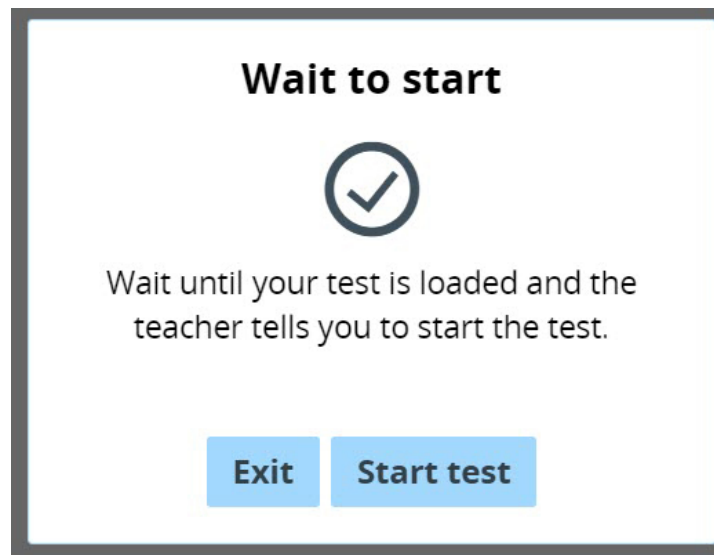 Wait to start
Wait until your test is loaded and the
teacher tells you to start the test.
Exit
Start test